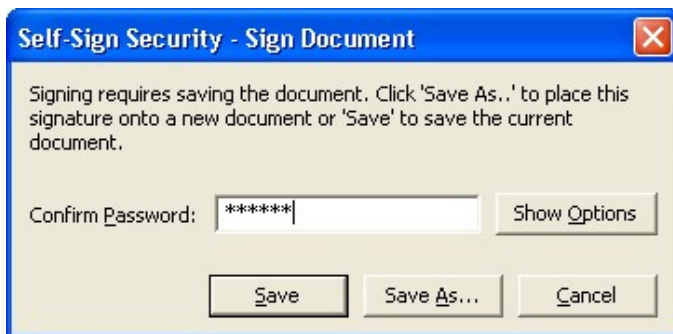 Self-Sign Security - Sign Document
Signing requires saving the document. Click 'Save As..' to place this
signature onto a new document or 'Save' to save the current
document.
Confirm Password: ****** Show Options
Save Save As... Cancel